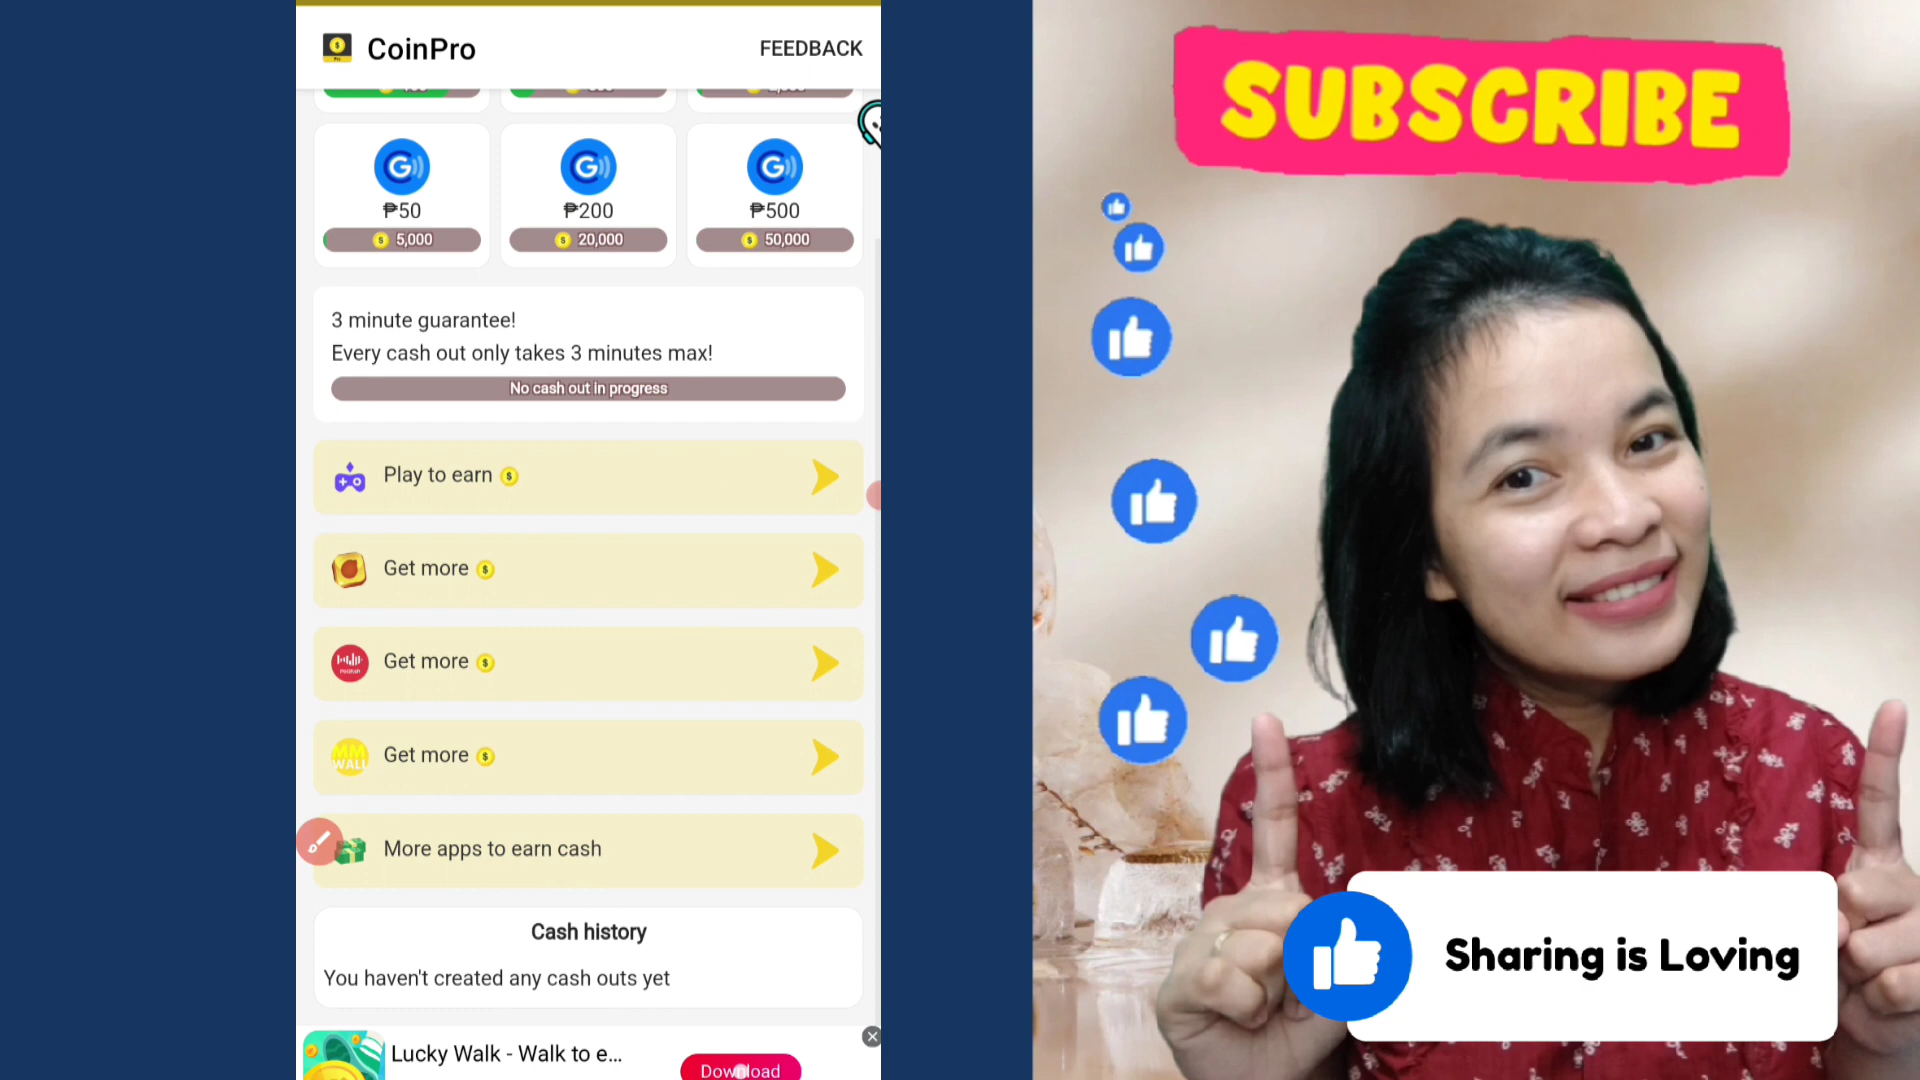 CoinPro
FEEDBACK
₱50
₱200
₱500
5,000
20,000
50,000
3 minute guarantee!
Every cash out only takes 3 minutes max!
No cash out in progress
Play to earn
Get more
Get more
MM
WALL
Get more
More apps to earn cash
Cash history
You haven't created any cash outs yet
Lucky Walk - Walk to e...
Download
SUBSCRIBE
Sharing is Loving